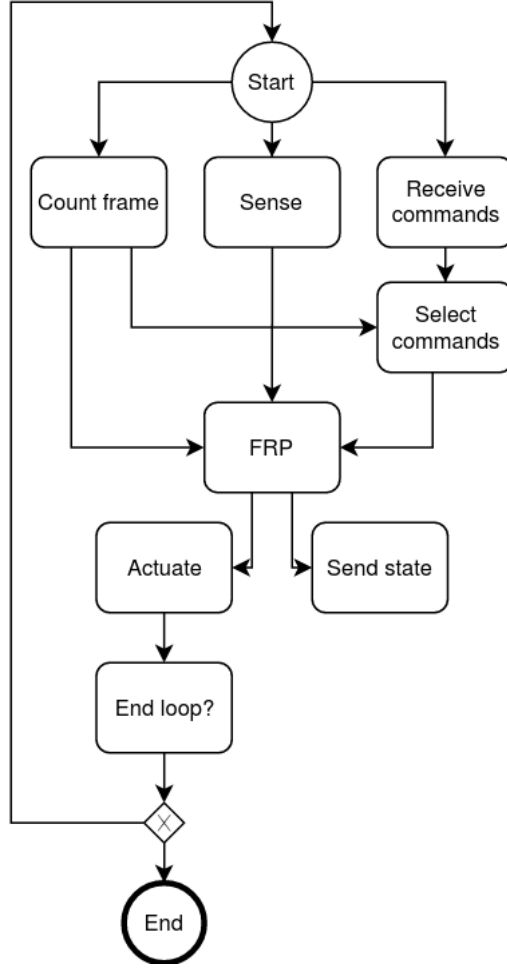 Start
Count frame
Sense
Receive
commands
Select
commands
FRP
Actuate
Send state
End loop?
X
End